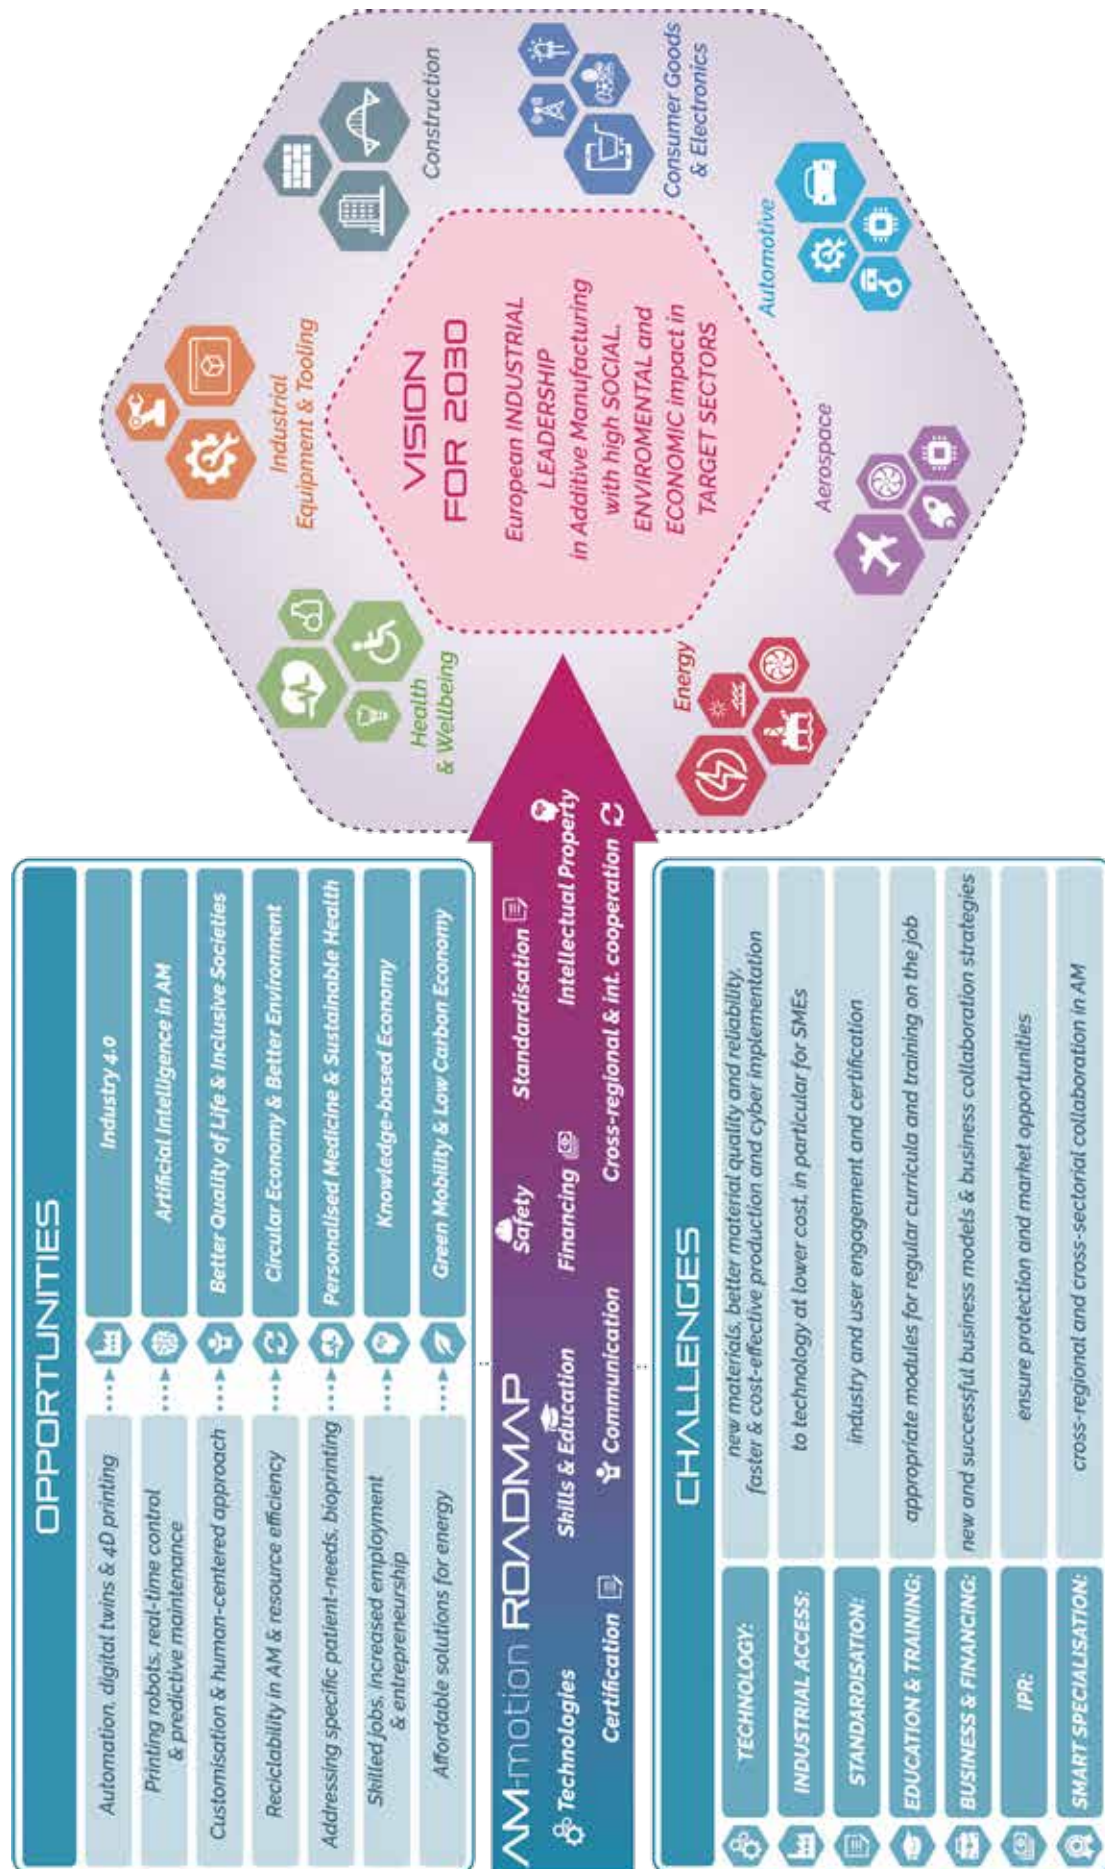 OPPORTUNITIES
Automation, digital twins & 4D printing
Industry 4.0
Printing robots, real-time control
& predictive maintenance
Artificial Intelligence in AM
Customisation & human-centered approach
Better Quality of Life & Inclusive Societies
Reciclability in AM & resource efficiency
Circular Economy & Better Environment
Addressing specific patient-needs, bioprinting
Personalised Medicine & Sustainable Health
Skilled jobs, increased employment
& entrepreneurship
Knowledge-based Economy
Affordable solutions for energy
Green Mobility & Low Carbon Economy
AM-motion ROADMAP
Technologies
Skills & Education
Safety
Standardisation
Certification
Communication
Financing
Intellectual Property
Cross-regional & int. cooperation
CHALLENGES
TECHNOLOGY:
new materials, better material quality and reliability,
faster & cost-effective production and cyber implementation
INDUSTRIAL ACCESS:
to technology at lower cost, in particular for SMEs
STANDARDISATION:
industry and user engagement and certification
EDUCATION & TRAINING:
appropriate modules for regular curricula and training on the job
BUSINESS & FINANCING:
new and successful business models & business collaboration strategies
IPR:
ensure protection and market opportunities
SMART SPECIALISATION:
cross-regional and cross-sectorial collaboration in AM
VISION
FOR 2030
European INDUSTRIAL
LEADERSHIP
in Additive Manufacturing
with high SOCIAL,
ENVIROMENTAL and
ECONOMIC impact in
TARGET SECTORS
Health
& Wellbeing
Industrial
Equipment & Tooling
Construction
Consumer Goods
& Electronics
Automotive
Aerospace
Energy